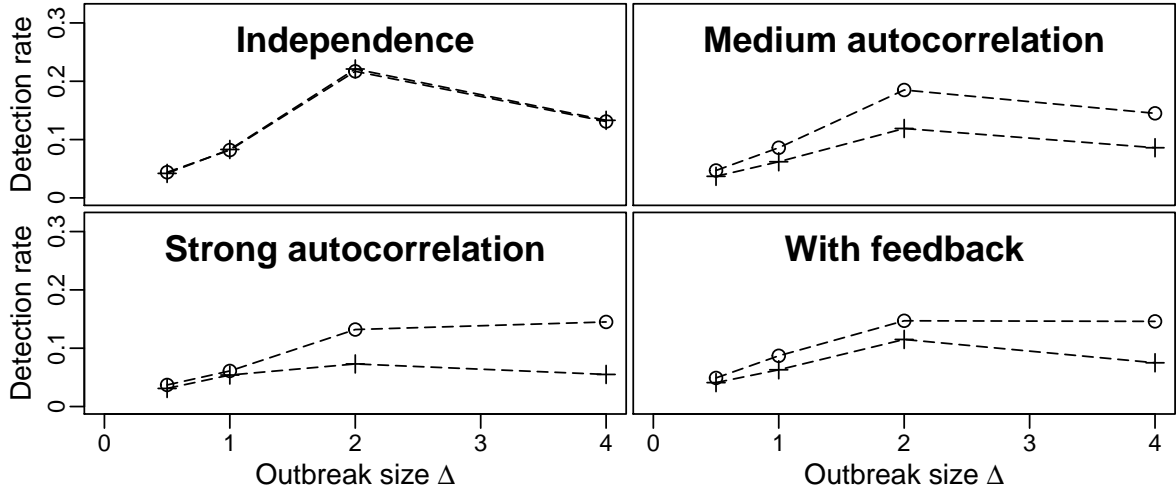 Detection rate
0.3
0.2
0.1
0
Independence
Medium autocorrelation
Detection rate
0.3
0.2
0.1
0
Strong autocorrelation
With feedback
0 1 2 3 4
0 1 2 3 4
Outbreak size Δ
Outbreak size Δ